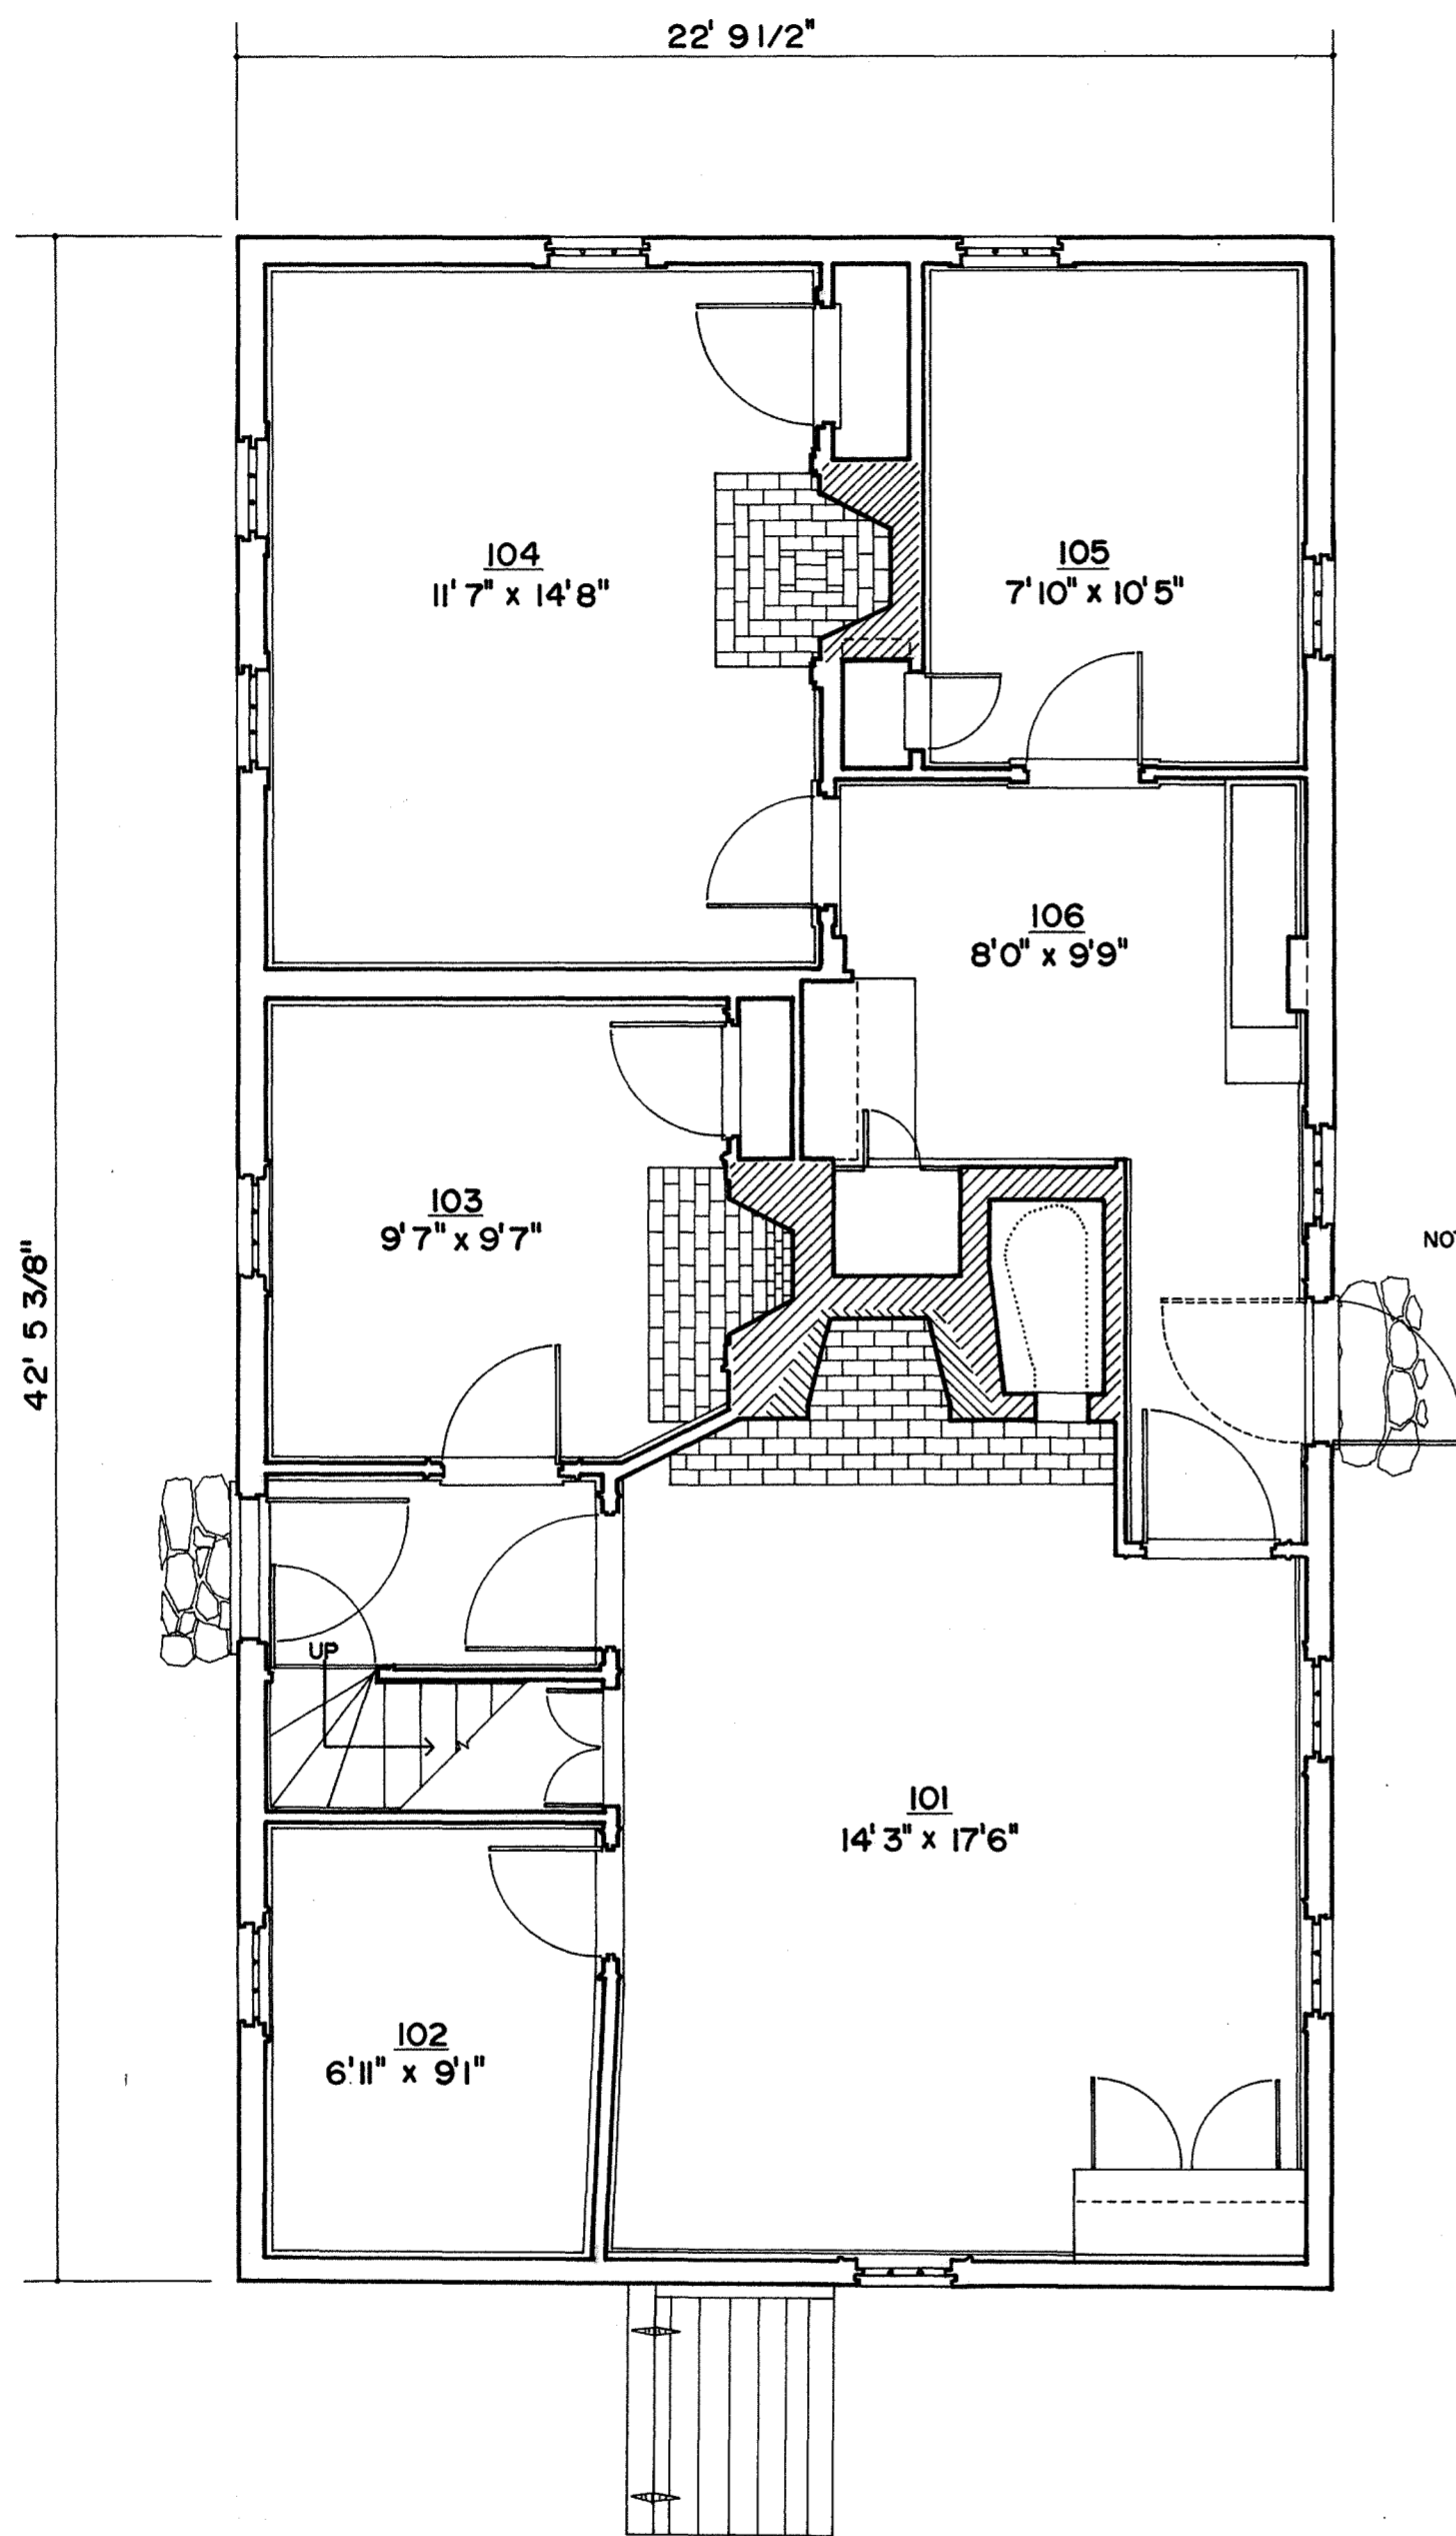 22' 9 1/2"
104
11' 7" x 14' 8"
105
7' 10" x 10' 5"
106
8' 0" x 9' 9"
103
9' 7" x 9' 7"
42' 5 3/8"
UP
101
14' 3" x 17' 6"
102
6' 11" x 9' 1"